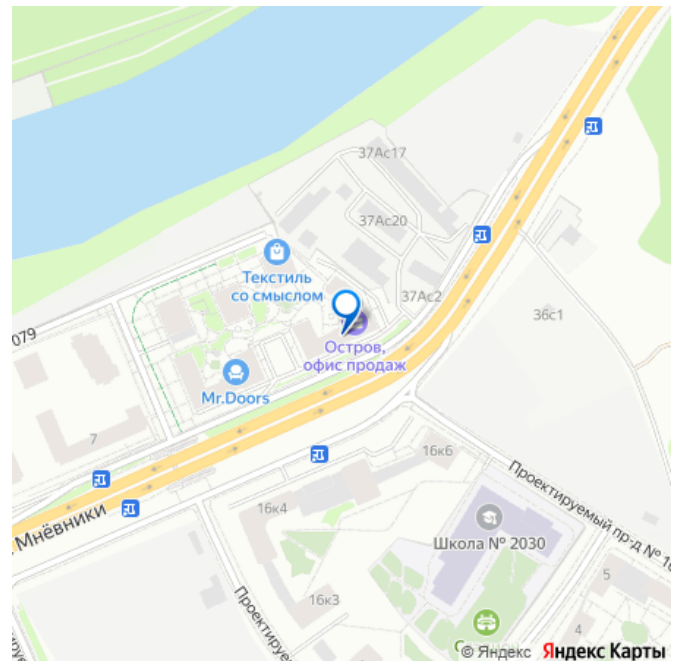 37Ас17
37Ас20
Текстиль
со смыслом
37Ас2
079
36с1
Остров,
офис продаж
Mr.Doors
7
16к6
Мнёвники
Проектируемый пр-д №
16к4
Школа № 2030
16к3
5
4
Проектируемый
© Яндекс Яндекс Карты